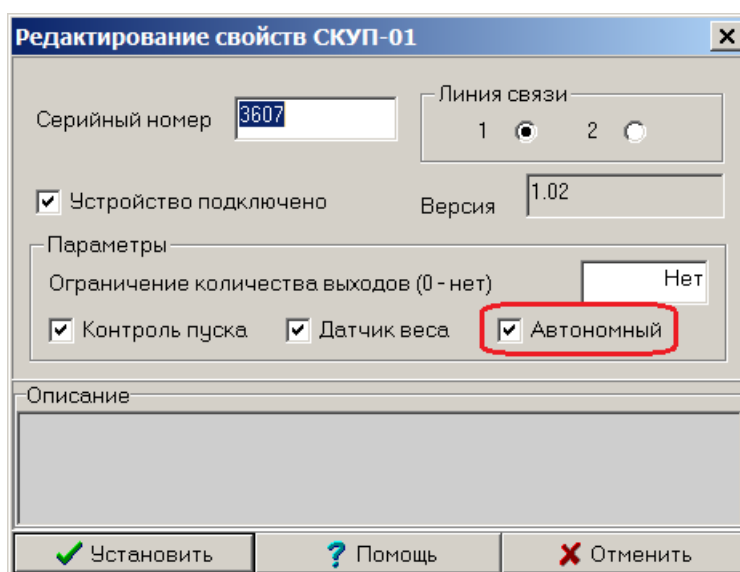 Редактирование свойств СКУП-01
Серийный номер 3607
Линия связи
1 2
Устройство подключено
Версия 1.02
Параметры
Ограничение количества выходов (0 - нет) Нет
Контроль пуска Датчик веса Автономный
Описание
Установить ? Помощь Отменить